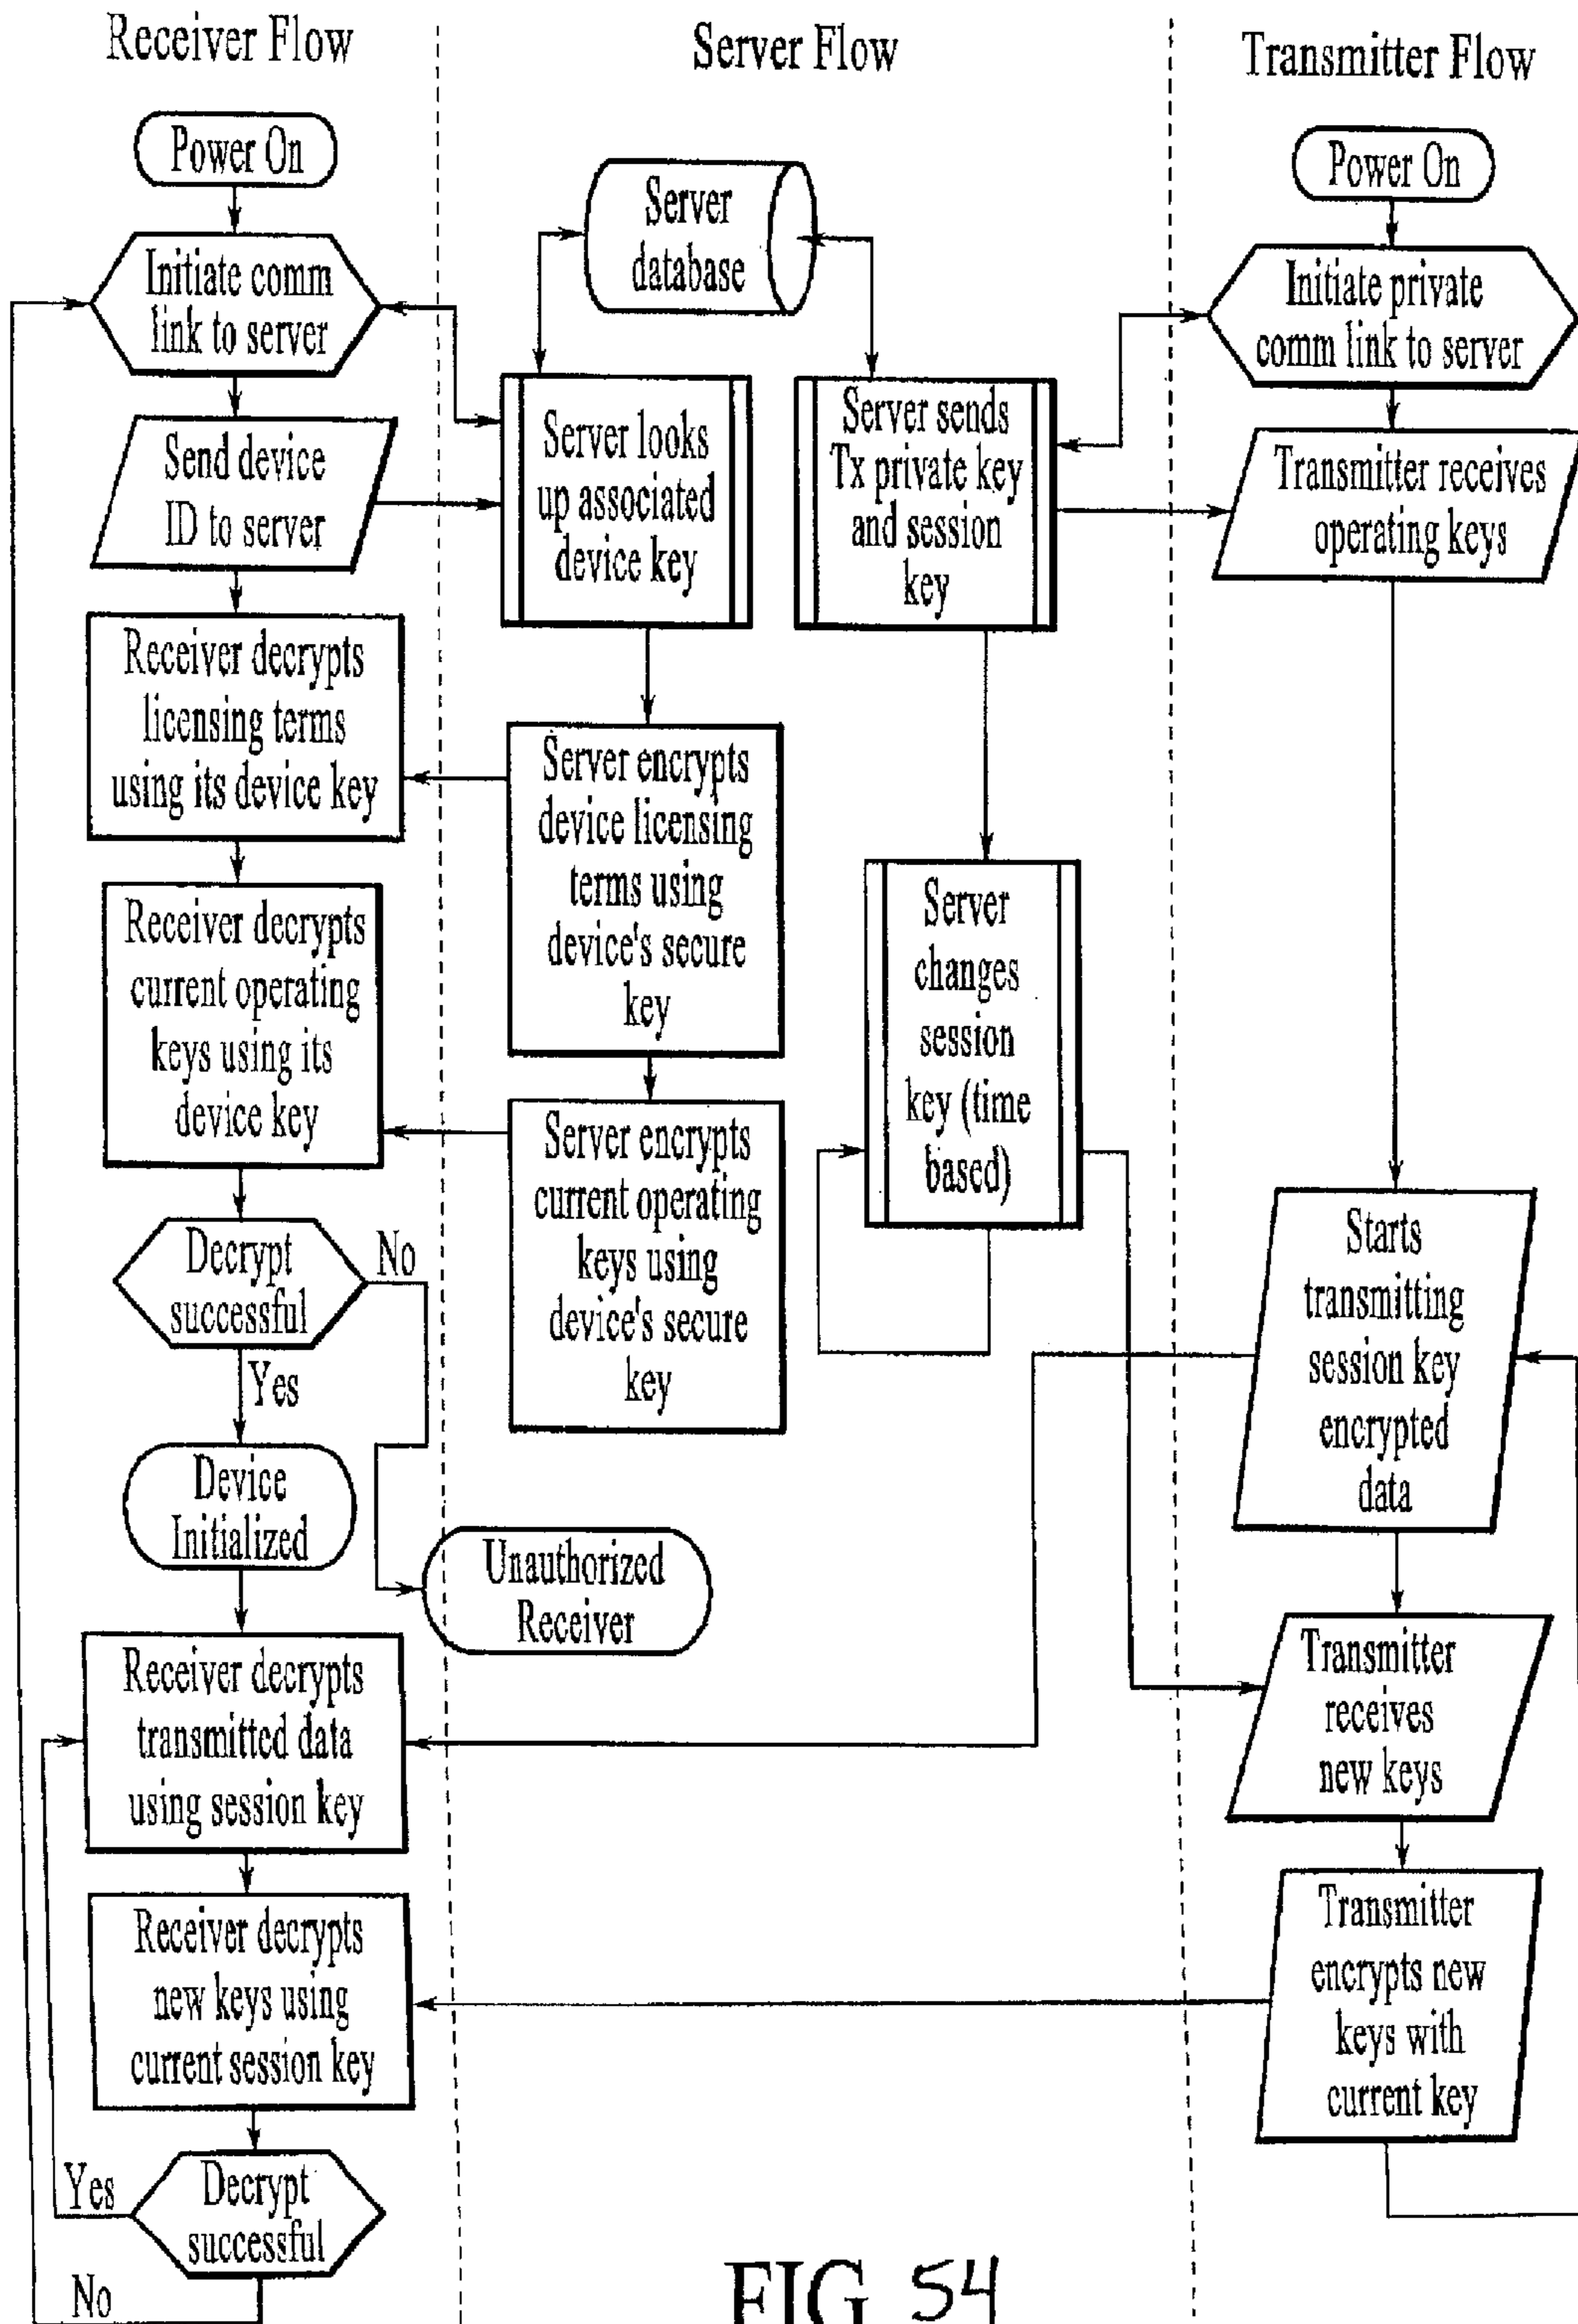 Receiver Flow
Server Flow
Transmitter Flow
Power On
Initiate comm
link to server
Send device
ID to server
Receiver decrypts
licensing terms
using its device key
Receiver decrypts
current operating
keys using its
device key
Decrypt
successful
No
Yes
Device
Initialized
Unauthorized
Receiver
Receiver decrypts
transmitted data
using session key
Receiver decrypts
new keys using
current session key
Decrypt
successful
Yes
No
Server
database
Server looks
up associated
device key
Server encrypts
device licensing
terms using
device's secure
key
Server encrypts
current operating
keys using
device's secure
key
Server sends
Tx private key
and session
key
Server
changes
session
key (time
based)
Power On
Initiate private
comm link to server
Transmitter receives
operating keys
Starts
transmitting
session key
encrypted
data
Transmitter
receives
new keys
Transmitter
encrypts new
keys with
current key
FIG 54